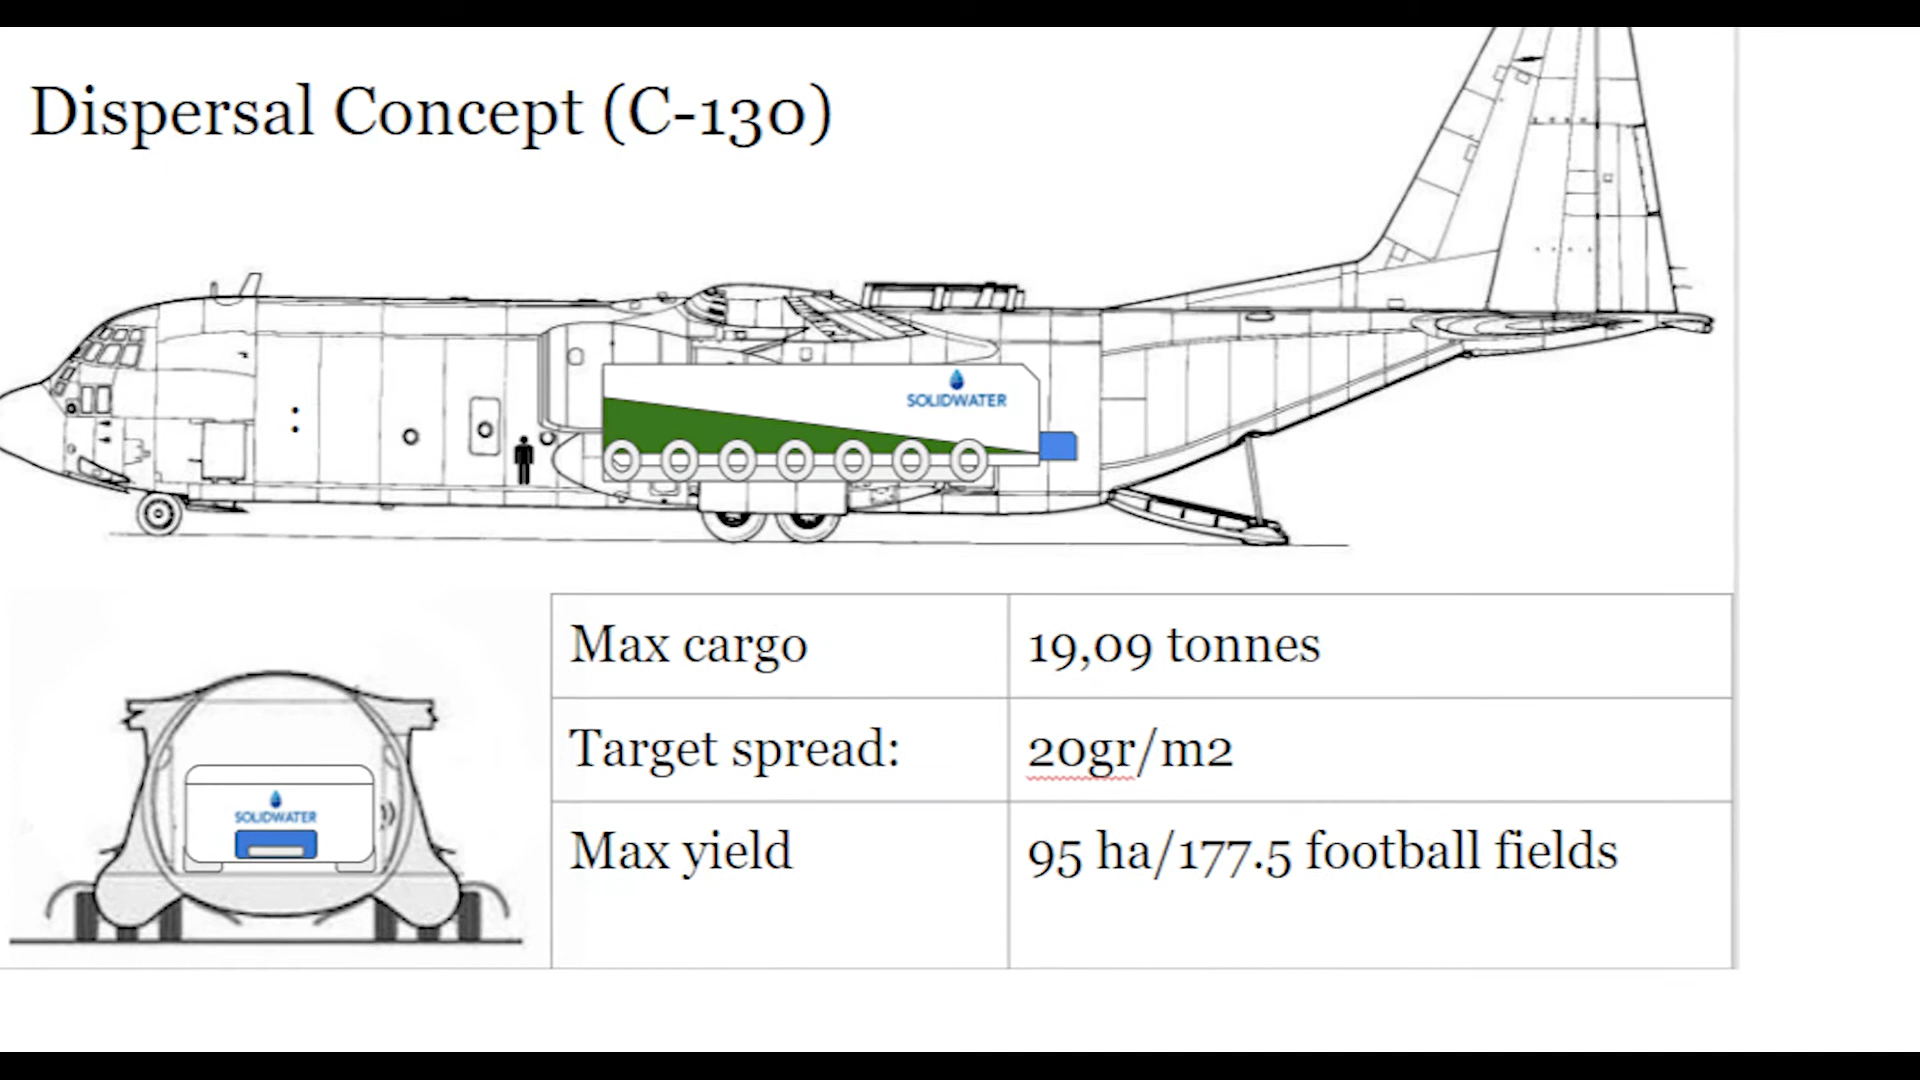 Dispersal Concept (C-130)
SOLIDWATER
SOLIDWATER
Max cargo
19,09 tonnes
Target spread:
20gr/m2
Max yield
95 ha/177.5 football fields